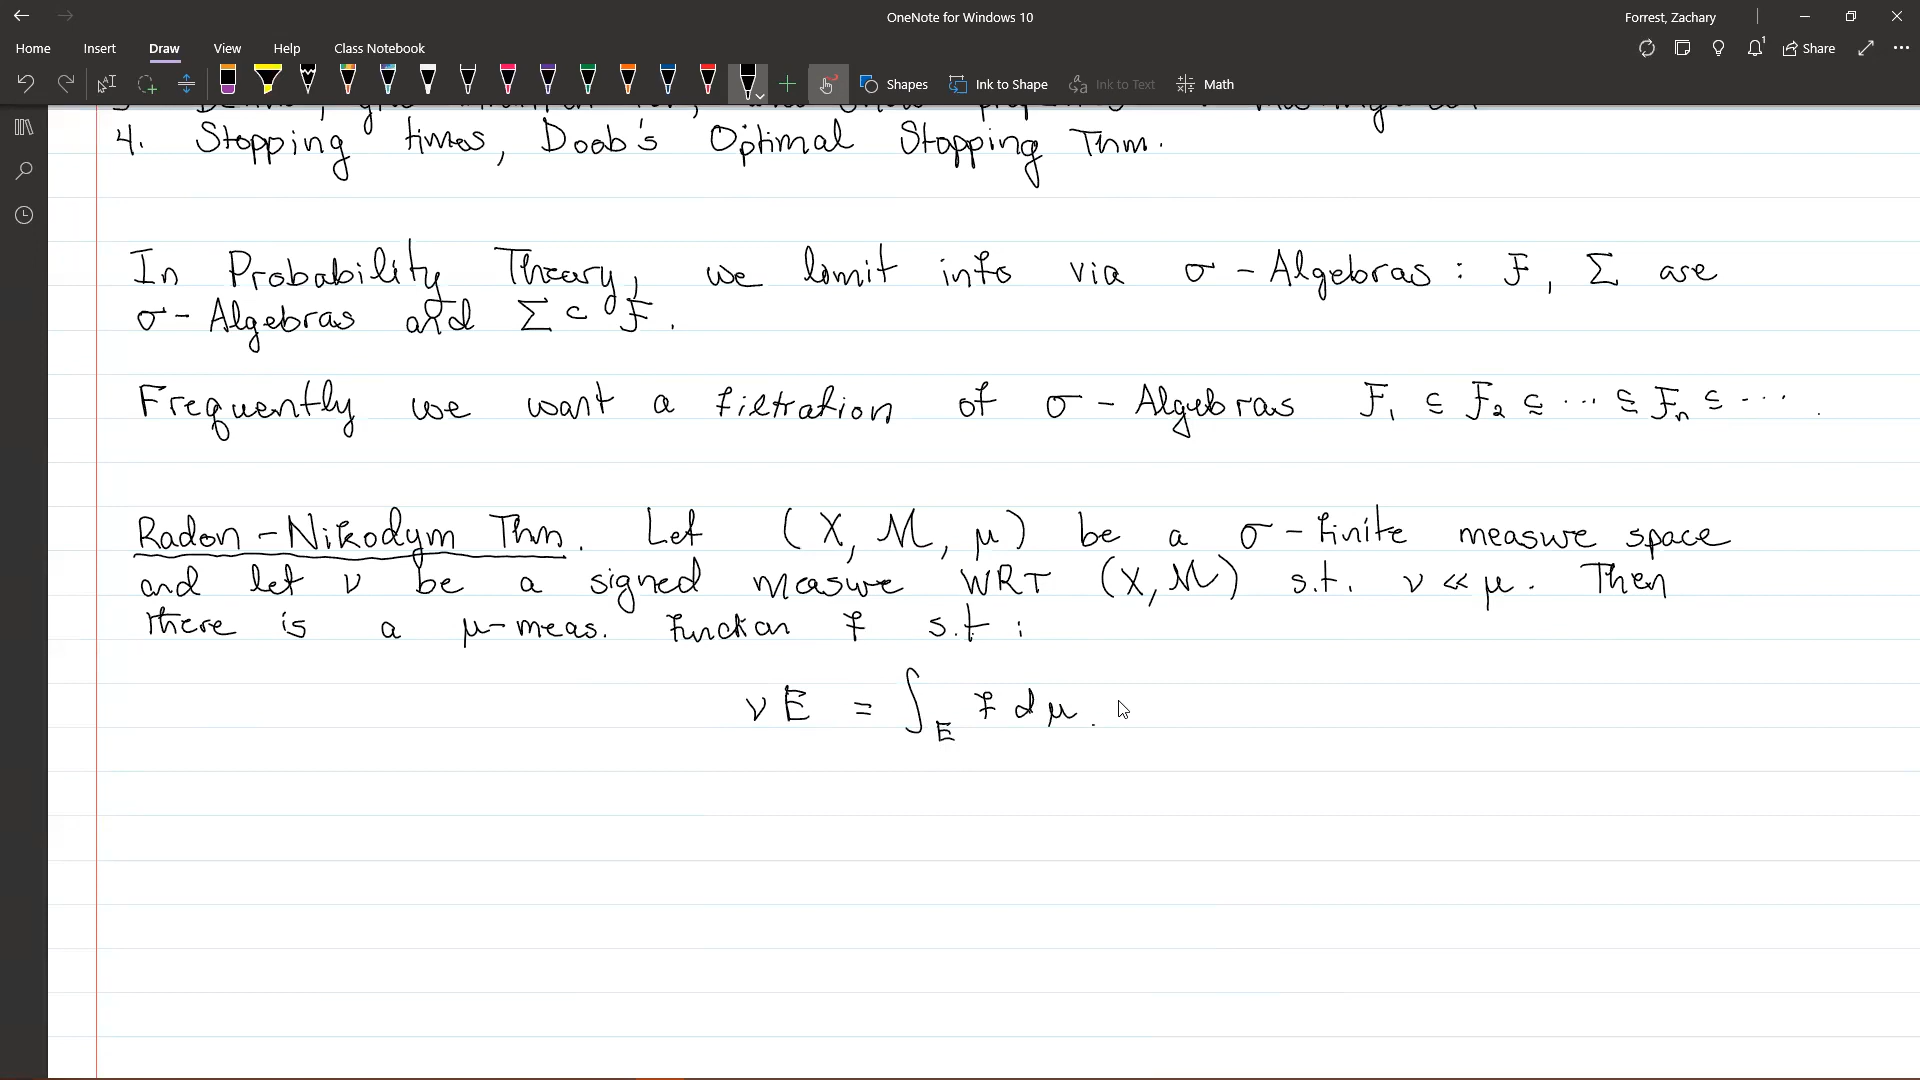 OneNote for Windows 10
Forrest, Zachary
Home Insert Draw View Help Class Notebook
Share
Shapes Ink to Shape Ink to Text Math
4. Stopping times, Doob's Optimal Stopping Thm.
In Probability Theory, we limit info via σ-Algebras: F, Σ are
σ-Algebras and Σ ⊂ F.
Frequently we want a filtration of σ-Algebras F₁ ⊆ F₂ ⊆ ··· ⊆ Fₙ ⊆ ··· .
Radon-Nikodym Thm. Let (X, M, μ) be a σ-finite measure space
and let ν be a signed measure WRT (X, M) s.t. ν << μ. Then
there is a μ-meas. function f s.t:
νE = ∫_E f dμ.